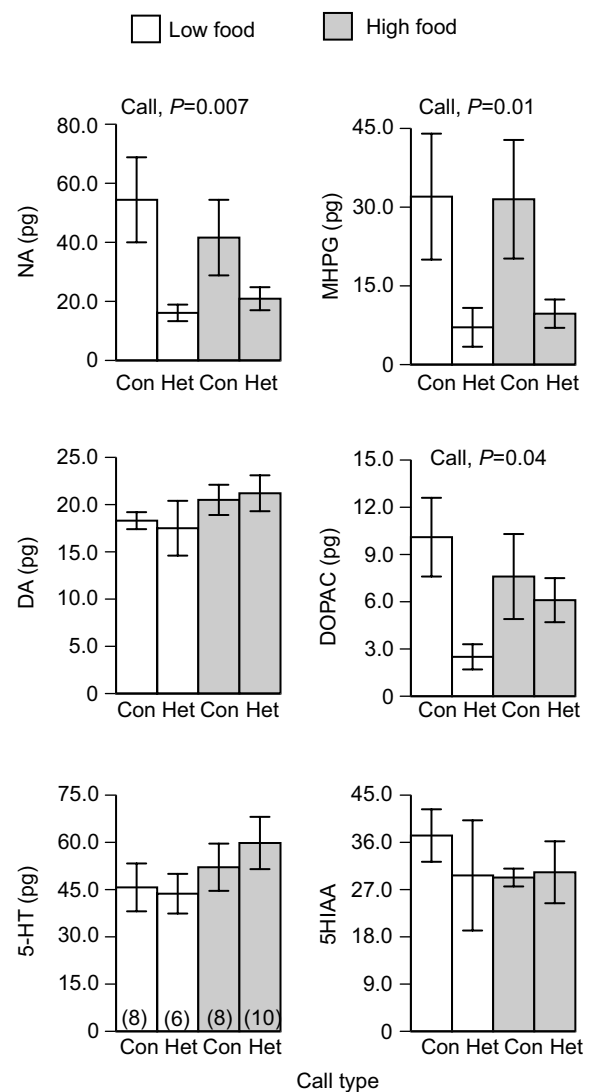 Low food
High food
Call, P=0.007
80.0
60.0
40.0
20.0
0
NA (pg)
Con Het Con Het
Call, P=0.01
45.0
30.0
15.0
0
MHPG (pg)
Con Het Con Het
25.0
20.0
15.0
10.0
5.0
0
DA (pg)
Con Het Con Het
Call, P=0.04
15.0
12.0
9.0
6.0
3.0
0
DOPAC (pg)
Con Het Con Het
75.0
60.0
45.0
30.0
15.0
0
5-HT (pg)
(8) (6) (8) (10)
Con Het Con Het
45.0
36.0
27.0
18.0
9.0
0
5HIAA
Con Het Con Het
Call type